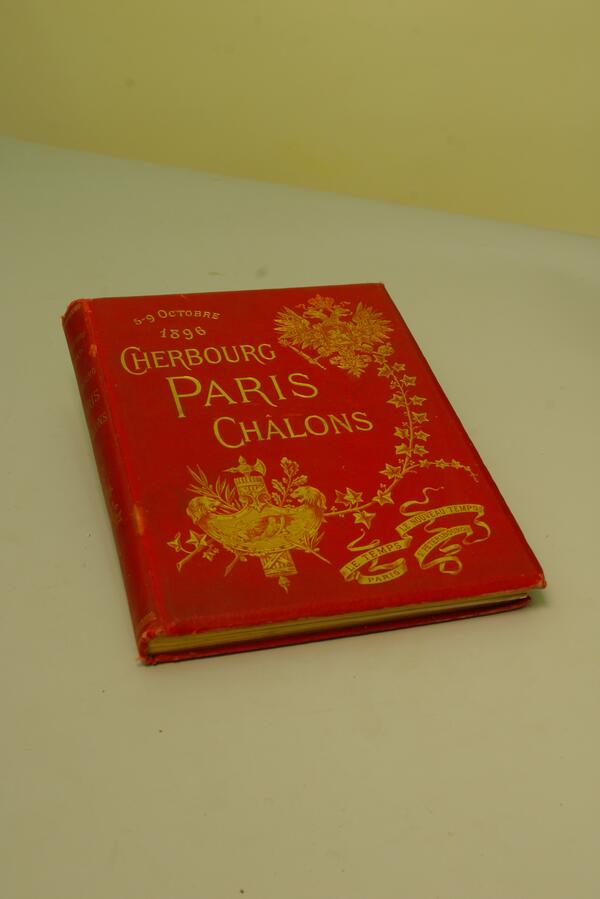 5-9 OCTOBRE
1896
CHERBOURG
PARIS
CHÂLONS
LE TEMPS
PARIS
LE NOUVEAU TEMPS